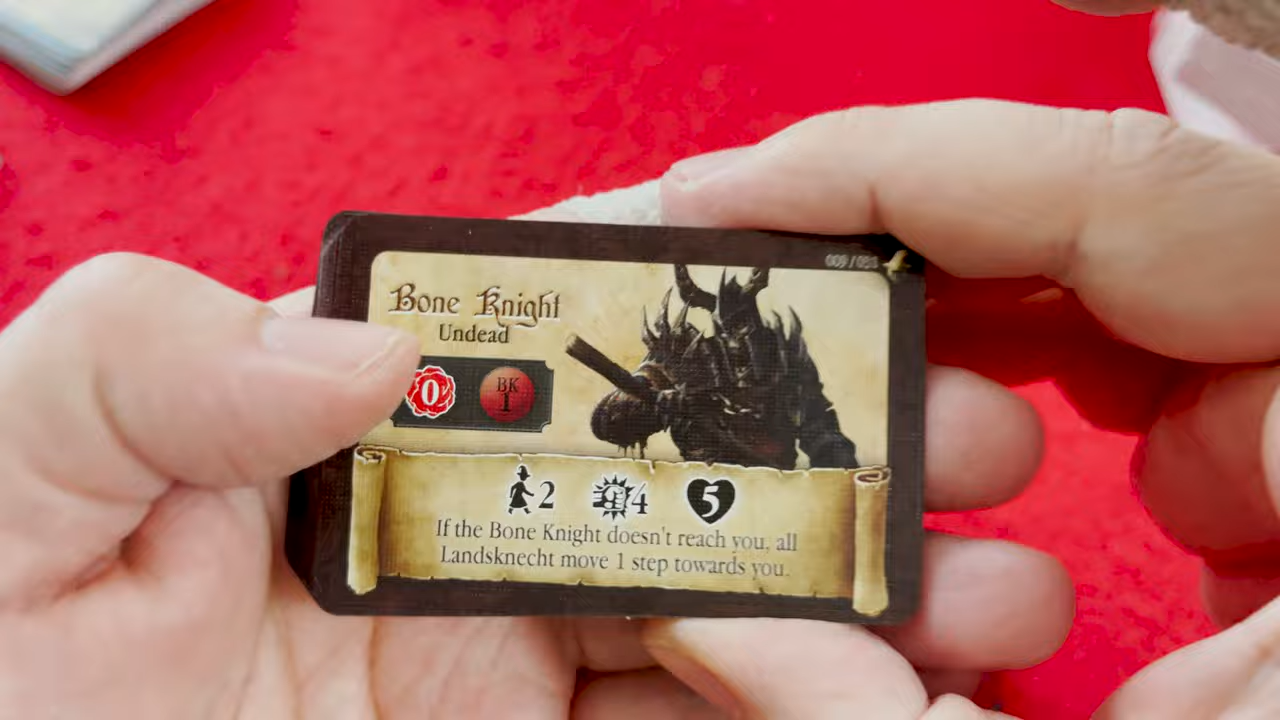 Bone Knight
Undead
0
BK
1
2
4
5
If the Bone Knight doesn't reach you, all
Landsknecht move 1 step towards you.